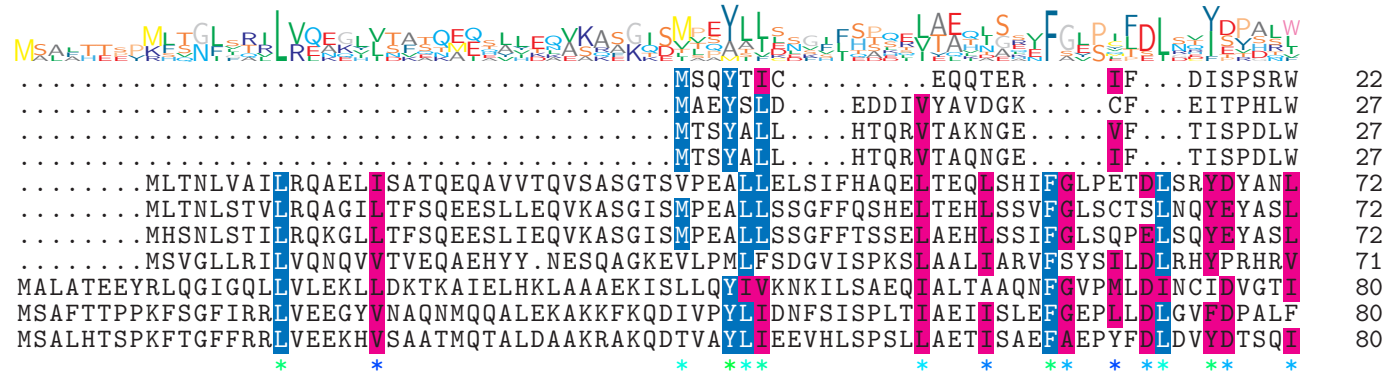 .........................................MSQYTIC.........EQQTER.....IF...DISPSRW 22
.........................................MAEYSLD....EDDIVYAVDGK.....CF...EITPHLW 27
.........................................MTSYALL....HTQRVTAKNGE.....VF...TISPDLW 27
.........................................MTSYALL....HTQRVTAQNGE.....IF...TISPDLW 27
........MLTNLVAILRQAELISATQEQAVVTQVSASGTSVPEALLELSIFHAQELTEQLSHIFGLPETDLSRYDYANL 72
........MLTNLSTVLRQAGILTFSQEESLLEQVKASGISMPEALLSSGFFQSHELTEHLSSVFGLSCTSLNQYEYASL 72
........MHSNLSTILRQKGLLTFSQEESLIEQVKASGISMPEALLSSGFFTSSELAEHLSSIFGLSQPELSQYEYASL 72
........MSVGLLRILVQNQVVTVEQAEHYY.NESQAGKEVLPMLFSDGVISPKSLAALIARVFSYSILDLRHYPRHRV 71
MALATEEYRLQGIGQLLVLEKLLDKTKAIELHKLAAAEKISLLQYIVKNKILSAEQIALTAAQNFGVPMLDINCIDVGTI 80
MSAFTTPPKFSGFIRRLVEEGYVNAQNMQQALEKAKKFKQDIVPYLIDNFSISPLTIAEIISLEFGEPLLDLGVFDPALF 80
MSALHTSPKFTGFFRRLVEEKHVSAATMQTALDAAKRAKQDTVAYLIEEVHLSPSLLAETISAEFAEPYFDLDVYDTSQI 80
* * * * * * * * * * * * * * *